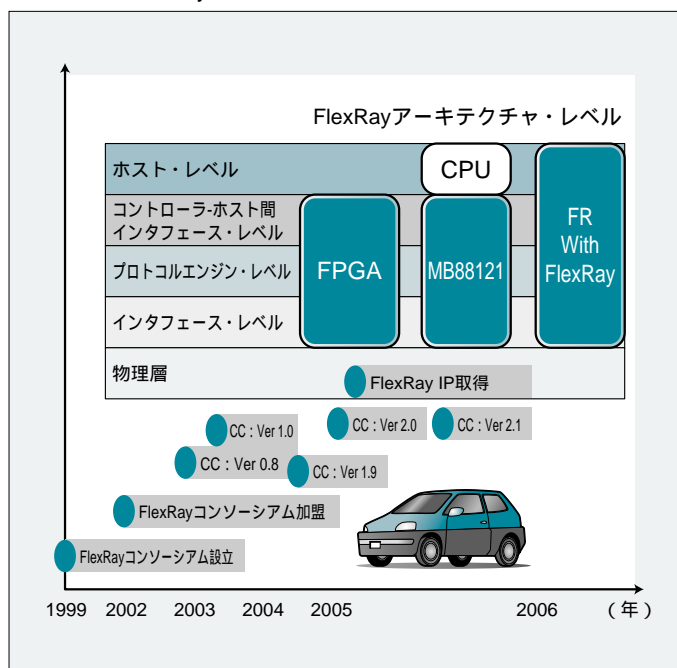 FlexRayアーキテクチャ・レベル
ホスト・レベル
CPU
コントローラ-ホスト間
インタフェース・レベル
プロトコルエンジン・レベル
インタフェース・レベル
FPGA
MB88121
FR
With
FlexRay
物理層
FlexRay IP取得
CC：Ver 1.0
CC：Ver 2.0
CC：Ver 2.1
CC：Ver 0.8
CC：Ver 1.9
FlexRayコンソーシアム加盟
FlexRayコンソーシアム設立
1999 2002 2003 2004 2005 2006 （年）